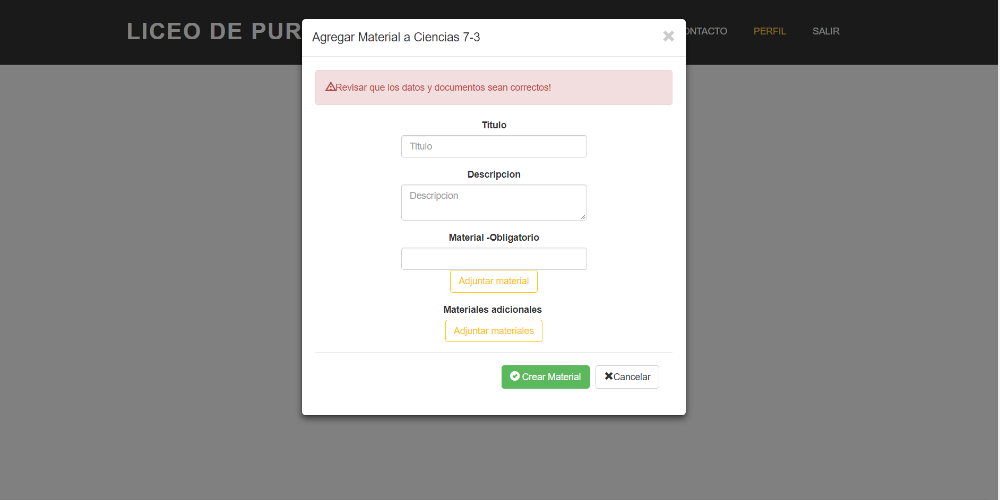 LICEO DE PUR
PERFIL
SALIR
Agregar Material a Ciencias 7-3
Revisar que los datos y documentos sean correctos!
Titulo
Titulo
Descripcion
Descripcion
Material -Obligatorio
Adjuntar material
Materiales adicionales
Adjuntar materiales
Crear Material
Cancelar